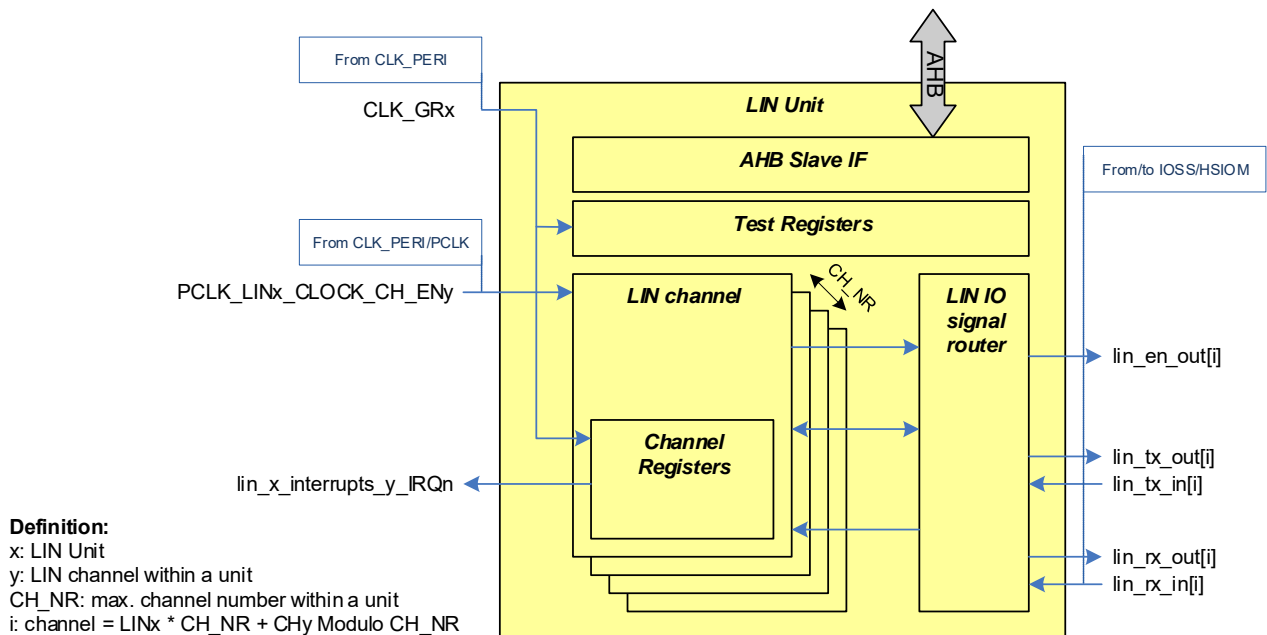 From CLK_PERI
CLK_GRx
AHB
LIN Unit
AHB Slave IF
From/to IOSS/HSIOM
Test Registers
From CLK_PERI/PCLK
PCLK_LINx_CLOCK_CH_ENy
LIN channel
CH_NR
LIN IO
signal
router
lin_en_out[i]
Channel
Registers
lin_tx_out[i]
lin_x_interrupts_y_IRQn
lin_tx_in[i]
lin_rx_out[i]
lin_rx_in[i]
Definition:
x: LIN Unit
y: LIN channel within a unit
CH_NR: max. channel number within a unit
i: channel = LINx * CH_NR + CHy Modulo CH_NR